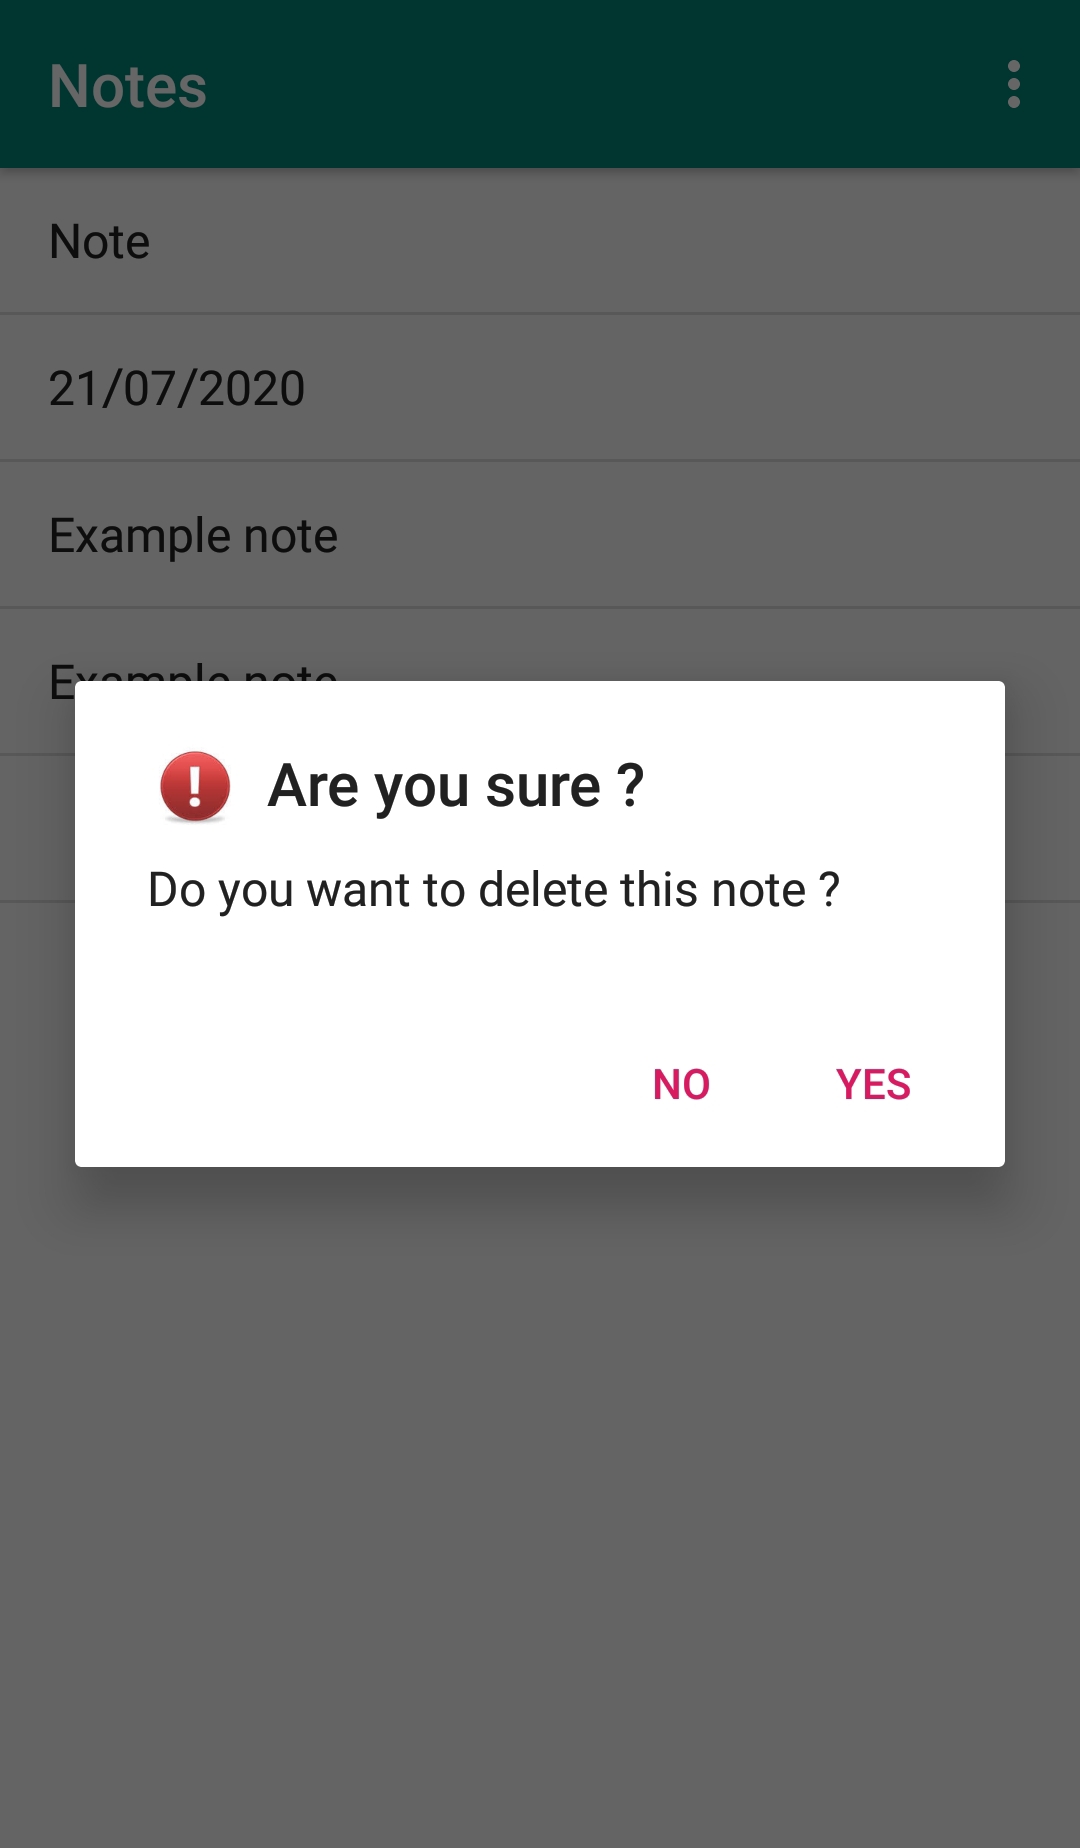 Notes
Note
21/07/2020
Example note
Example note
Are you sure ?
Do you want to delete this note ?
NO YES